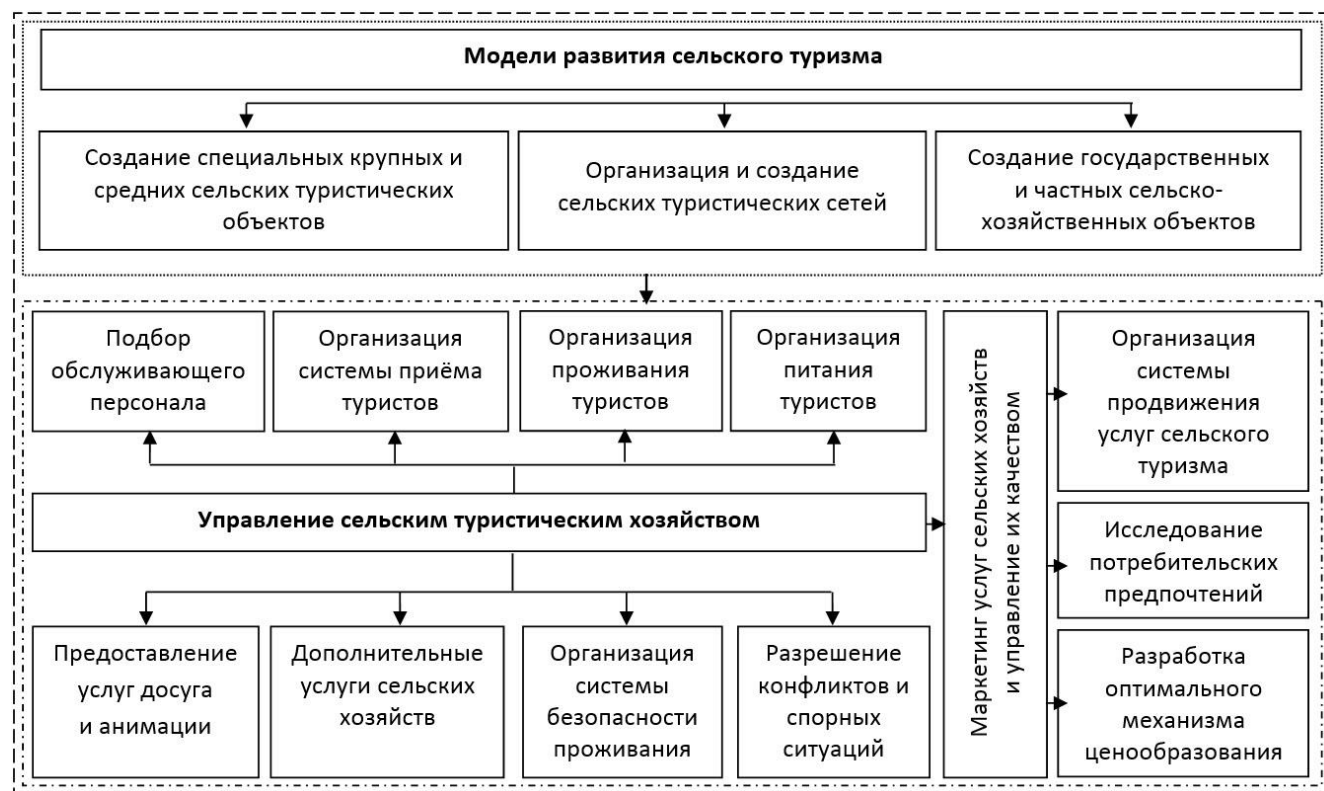 Модели развития сельского туризма
Создание специальных крупных и
средних сельских туристических
объектов
Организация и создание
сельских туристических сетей
Создание государственных
и частных сельско-
хозяйственных объектов
Подбор
обслуживающего
персонала
Организация
системы приёма
туристов
Организация
проживания
туристов
Организация
питания
туристов
Управление сельским туристическим хозяйством
Предоставление
услуг досуга
и анимации
Дополнительные
услуги сельских
хозяйств
Организация
системы
безопасности
проживания
Разрешение
конфликтов и
спорных
ситуаций
Маркетинг услуг сельских хозяйств
и управление их качеством
Организация
системы
продвижения
услуг сельского
туризма
Исследование
потребительских
предпочтений
Разработка
оптимального
механизма
ценообразования